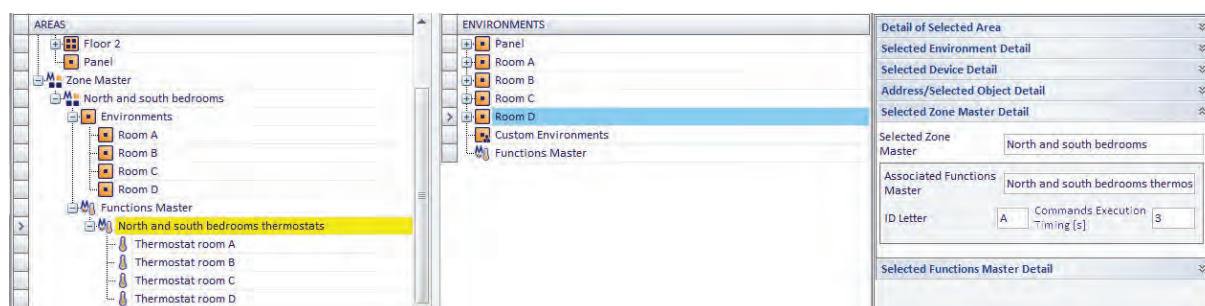 AREAS
Floor 2
Panel
Zone Master
North and south bedrooms
Environments
Room A
Room B
Room C
Room D
Functions Master
North and south bedrooms thermostats
Thermostat room A
Thermostat room B
Thermostat room C
Thermostat room D
ENVIRONMENTS
Panel
Room A
Room B
Room C
Room D
Custom Environments
Functions Master
Detail of Selected Area
Selected Environment Detail
Selected Device Detail
Address/Selected Object Detail
Selected Zone Master Detail
Selected Zone
Master
North and south bedrooms
Associated Functions
Master
North and south bedrooms thermos
ID Letter
A
Commands Execution
Timing [s]
3
Selected Functions Master Detail